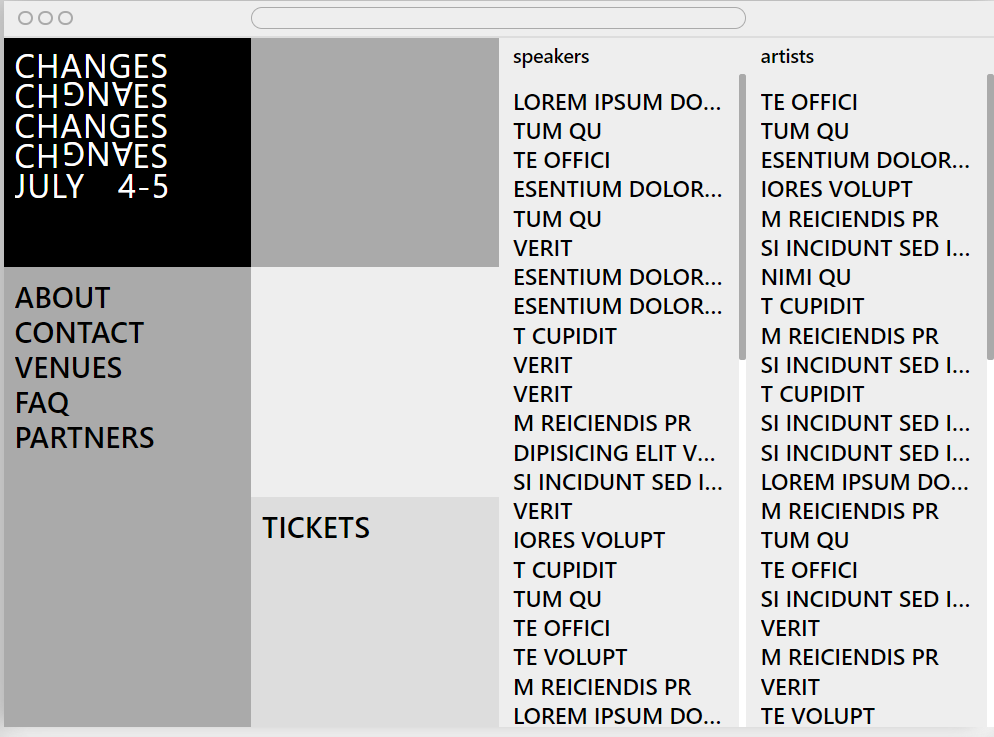 CHANGES
CHANGES
CHANGES
CHANGES
JULY 4-5
ABOUT
CONTACT
VENUES
FAQ
PARTNERS
TICKETS
speakers
LOREM IPSUM DO...
TUM QU
TE OFFICI
ESENTIUM DOLOR...
TUM QU
VERIT
ESENTIUM DOLOR...
ESENTIUM DOLOR...
T CUPIDIT
VERIT
VERIT
M REICIENDIS PR
DIPISICING ELIT V...
SI INCIDUNT SED I...
VERIT
IORES VOLUPT
T CUPIDIT
TUM QU
TE OFFICI
TE VOLUPT
M REICIENDIS PR
LOREM IPSUM DO...
artists
TE OFFICI
TUM QU
ESENTIUM DOLOR...
IORES VOLUPT
M REICIENDIS PR
SI INCIDUNT SED I...
NIMI QU
T CUPIDIT
M REICIENDIS PR
SI INCIDUNT SED I...
T CUPIDIT
SI INCIDUNT SED I...
SI INCIDUNT SED I...
LOREM IPSUM DO...
M REICIENDIS PR
TUM QU
TE OFFICI
SI INCIDUNT SED I...
VERIT
M REICIENDIS PR
VERIT
TE VOLUPT